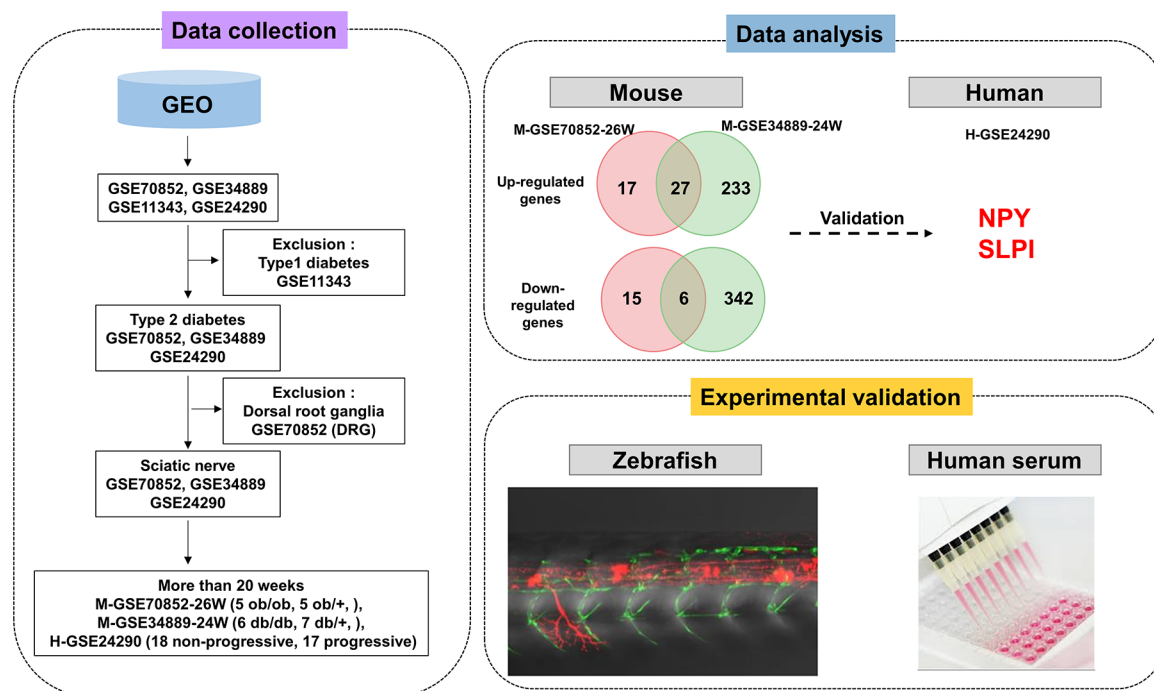 Data collection
GEO
GSE70852, GSE34889
GSE11343, GSE24290
Exclusion :
Type1 diabetes
GSE11343
Type 2 diabetes
GSE70852, GSE34889
GSE24290
Exclusion :
Dorsal root ganglia
GSE70852 (DRG)
Sciatic nerve
GSE70852, GSE34889
GSE24290
More than 20 weeks
M-GSE70852-26W (5 ob/ob, 5 ob/+, ),
M-GSE34889-24W (6 db/db, 7 db/+, ),
H-GSE24290 (18 non-progressive, 17 progressive)
Data analysis
Mouse
M-GSE70852-26W
M-GSE34889-24W
Up-regulated
genes
17
27
233
Down-
regulated
genes
15
6
342
Validation
Human
H-GSE24290
NPY
SLPI
Experimental validation
Zebrafish
Human serum